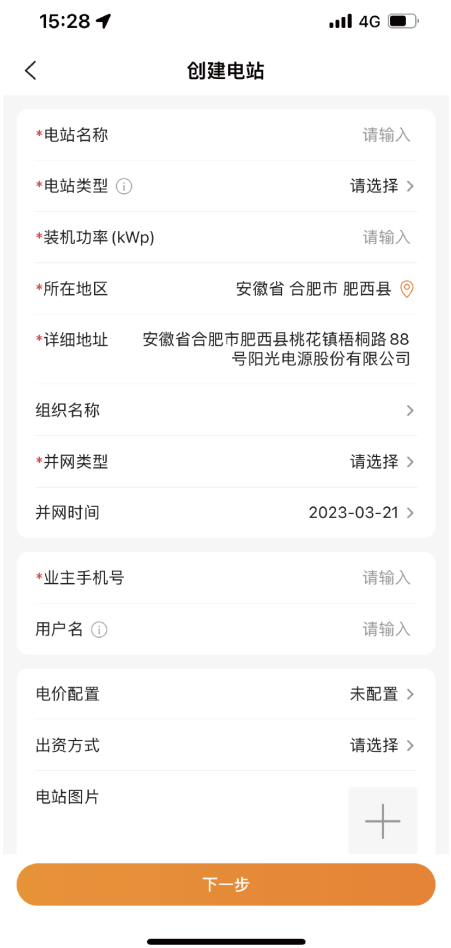 15:28 4G
创建电站
*电站名称 请输入
*电站类型 请选择
*装机功率(kWp) 请输入
*所在地区 安徽省 合肥市 肥西县
*详细地址 安徽省合肥市肥西县桃花镇梧桐路88
号阳光电源股份有限公司
组织名称
*并网类型 请选择
并网时间 2023-03-21
*业主手机号 请输入
用户名 请输入
电价配置 未配置
出资方式 请选择
电站图片
下一步